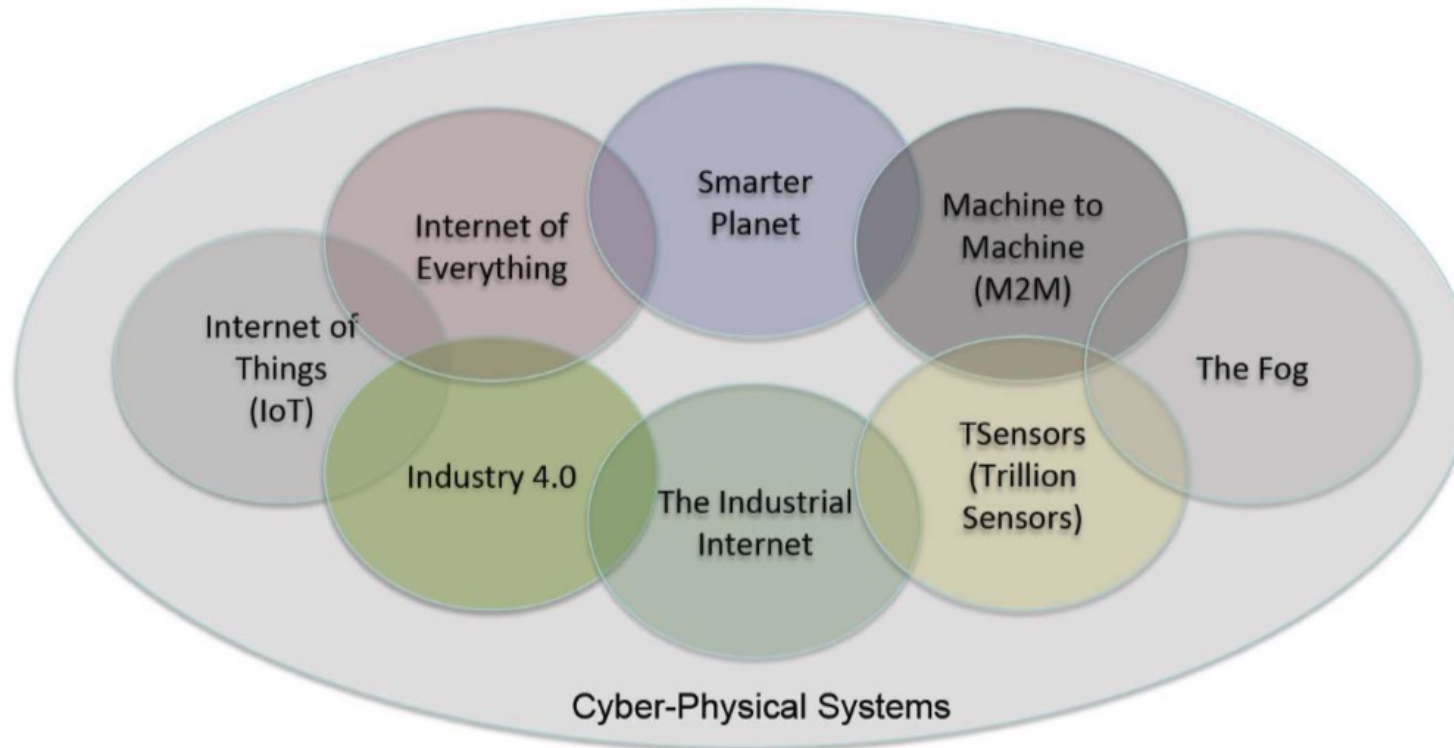 Smarter
Planet
Internet of
Everything
Machine to
Machine
(M2M)
Internet of
Things
(IoT)
The Fog
Industry 4.0
The Industrial
Internet
TSensors
(Trillion
Sensors)
Cyber-Physical Systems